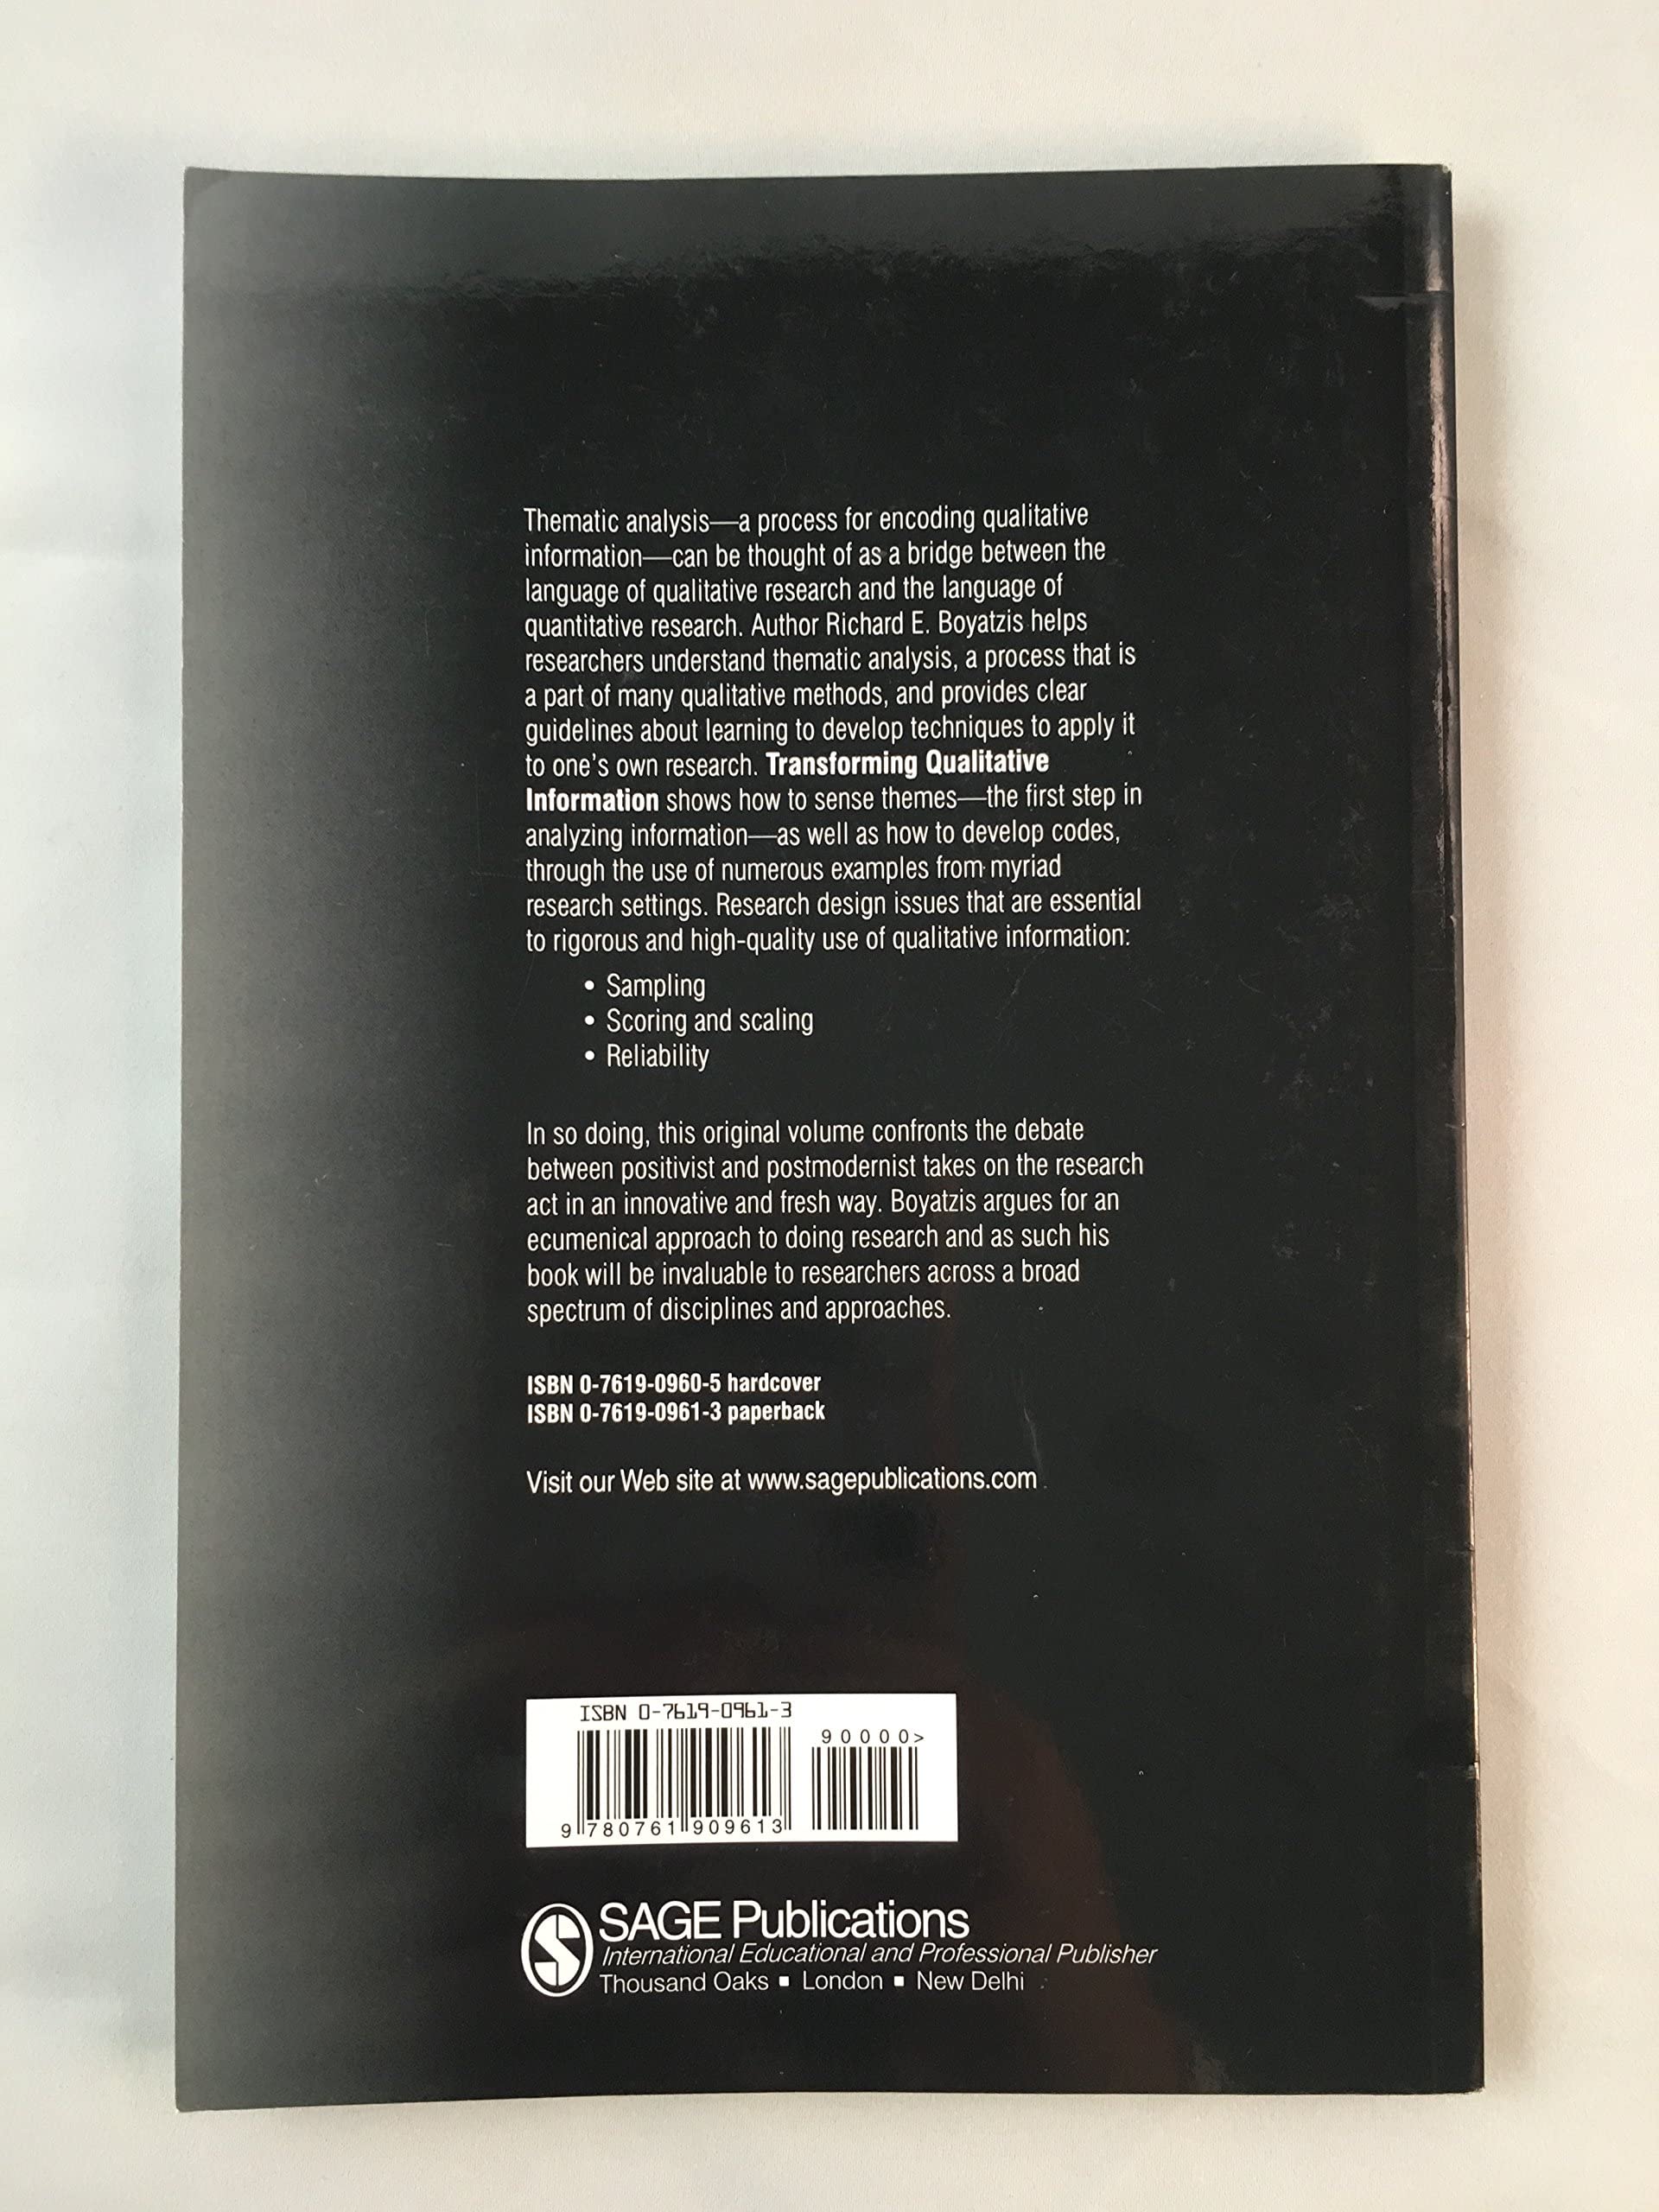 Thematic analysis—a process for encoding qualitative
information—can be thought of as a bridge between the
language of qualitative research and the language of
quantitative research. Author Richard E. Boyatzis helps
researchers understand thematic analysis, a process that is
a part of many qualitative methods, and provides clear
guidelines about learning to develop techniques to apply it
to one's own research. Transforming Qualitative
Information shows how to sense themes—the first step in
analyzing information—as well as how to develop codes,
through the use of numerous examples from myriad
research settings. Research design issues that are essential
to rigorous and high-quality use of qualitative information:
• Sampling
• Scoring and scaling
• Reliability
In so doing, this original volume confronts the debate
between positivist and postmodernist takes on the research
act in an innovative and fresh way. Boyatzis argues for an
ecumenical approach to doing research and as such his
book will be invaluable to researchers across a broad
spectrum of disciplines and approaches.
ISBN 0-7619-0960-5 hardcover
ISBN 0-7619-0961-3 paperback
Visit our Web site at www.sagepublications.com
ISBN 0-7619-0961-3
90000>
9 780761 909613
SAGE Publications
International Educational and Professional Publisher
Thousand Oaks ▪ London ▪ New Delhi